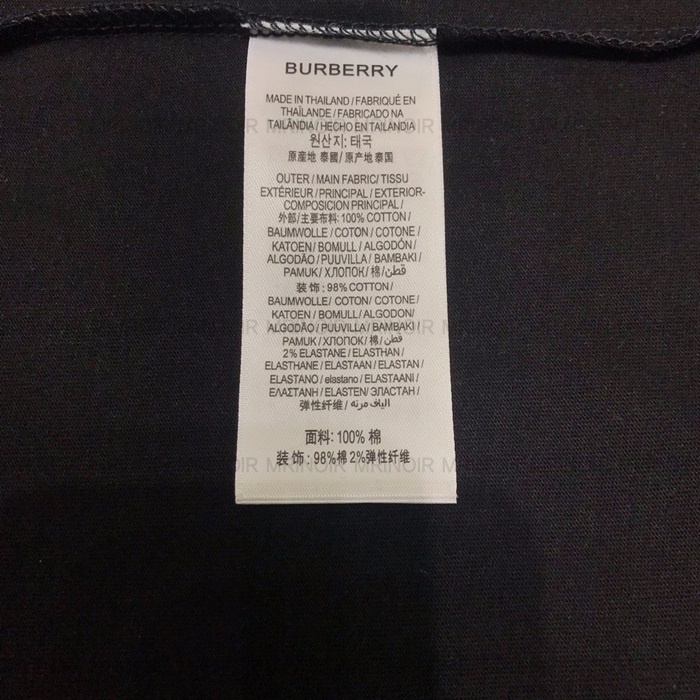 BURBERRY
MADE IN THAILAND / FABRIQUÉ EN
THAÏLANDE / FABRICADO NA
TAILÂNDIA / HECHO EN TAILANDIA
원산지: 태국
原産地 泰國 / 原产地 泰国
OUTER / MAIN FABRIC / TISSU
EXTÉRIEUR / PRINCIPAL / EXTERIOR-
COMPOSICIÓN PRINCIPAL /
外部/主要布料: 100% COTTON /
BAUMWOLLE / COTON / COTONE /
KATOEN / BOMULL / ALGODÓN /
ALGODÃO / PUUVILLA / BAMBAKI /
PAMUK / ХЛОПОК / 棉 / قطن
装 饰 : 98% COTTON /
BAUMWOLLE / COTON / COTONE /
KATOEN / BOMULL / ALGODON /
ALGODÃO / PUUVILLA / BAMBAKI /
PAMUK / ХЛОПОК / 棉 / قطن
2% ELASTANE / ELASTHAN /
ELASTHANE / ELASTAAN / ELASTAN /
ELASTANO / elastano / ELASTAANI /
ΕΛΑΣΤΑΝΗ / ELASTEN / ЭЛАСТАН /
弹性纤维 / الياف مرنه
面料: 100% 棉
装 饰 : 98%棉 2%弹性纤维
MRINOIR